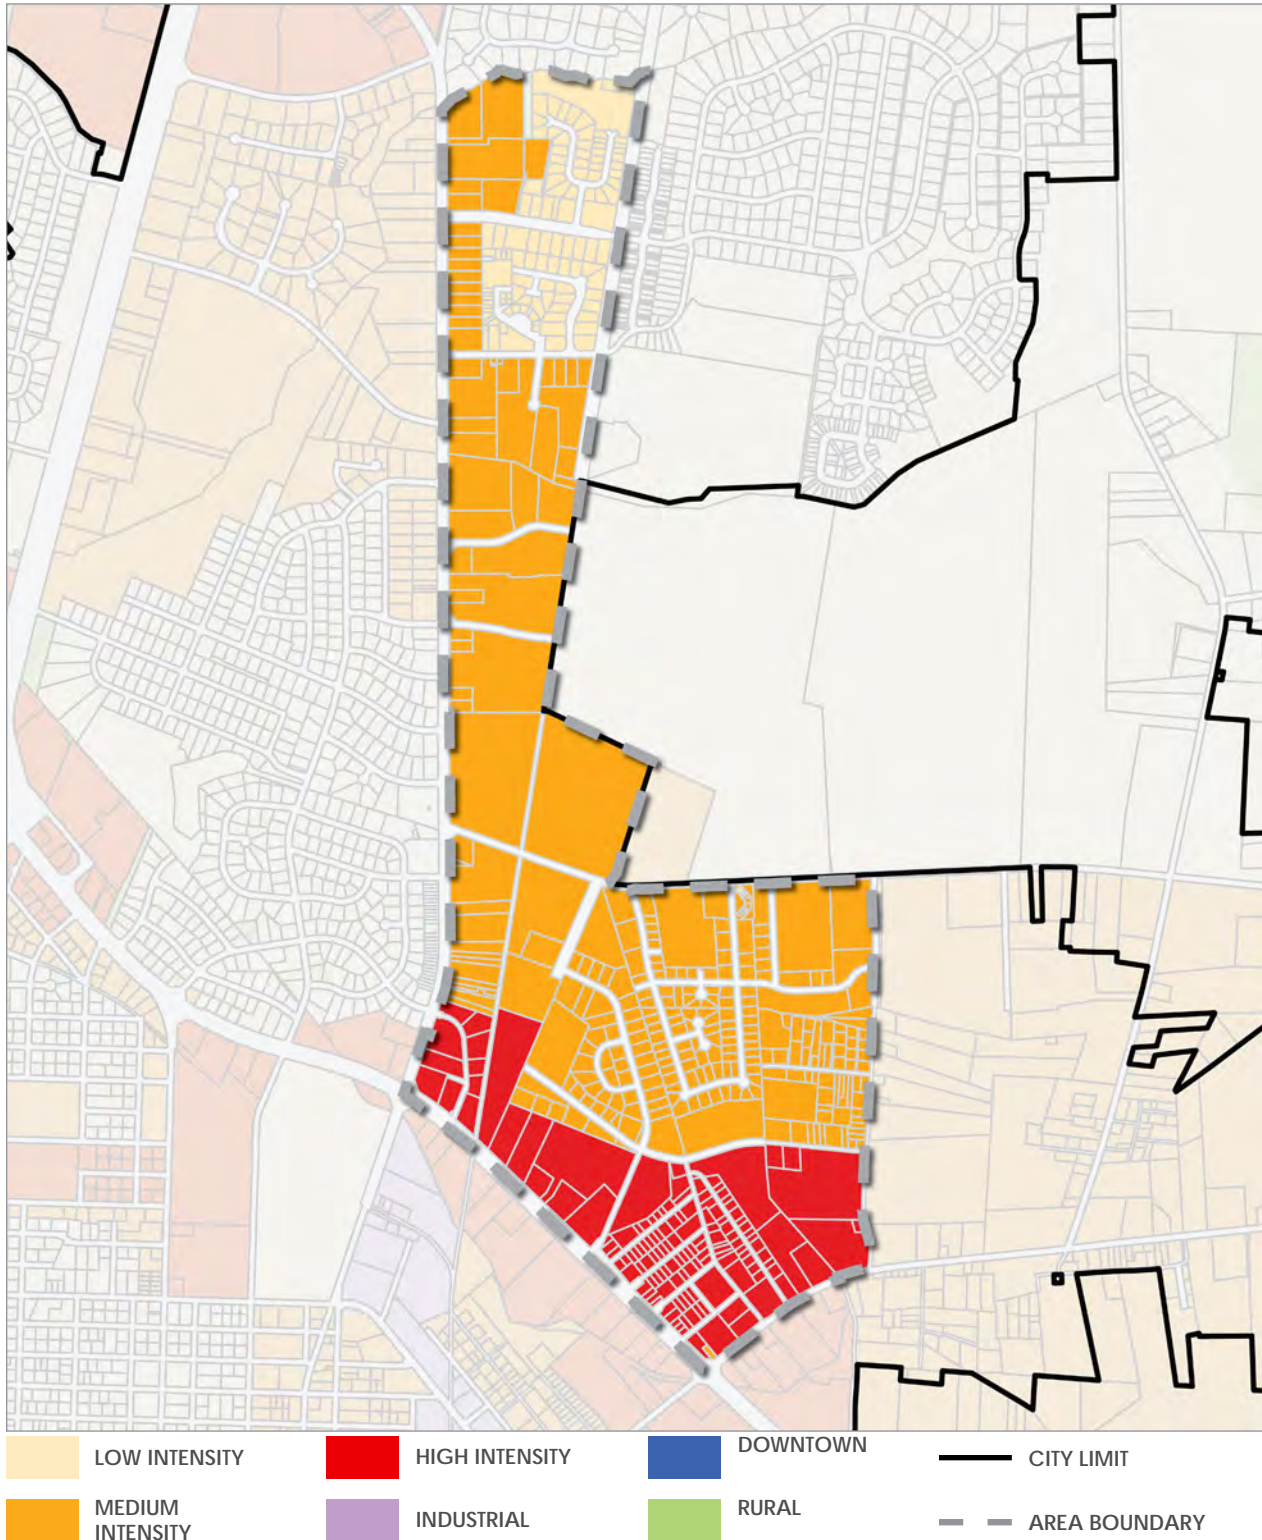 LOW INTENSITY
HIGH INTENSITY
DOWNTOWN
CITY LIMIT
MEDIUM
INTENSITY
INDUSTRIAL
RURAL
AREA BOUNDARY